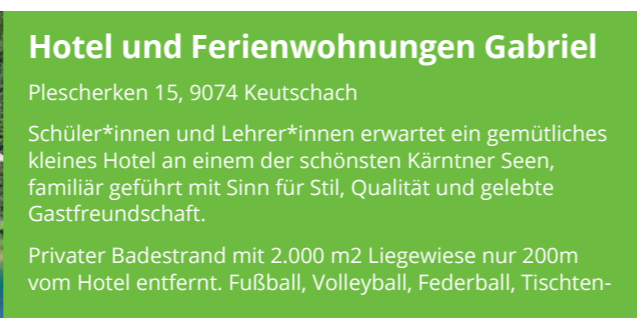 Hotel und Ferienwohnungen Gabriel
Plescherken 15, 9074 Keutschach
Schüler*innen und Lehrer*innen erwartet ein gemütliches
kleines Hotel an einem der schönsten Kärntner Seen,
familiär geführt mit Sinn für Stil, Qualität und gelebte
Gastfreundschaft.
Privater Badestrand mit 2.000 m2 Liegewiese nur 200m
vom Hotel entfernt. Fußball, Volleyball, Federball, Tischten-